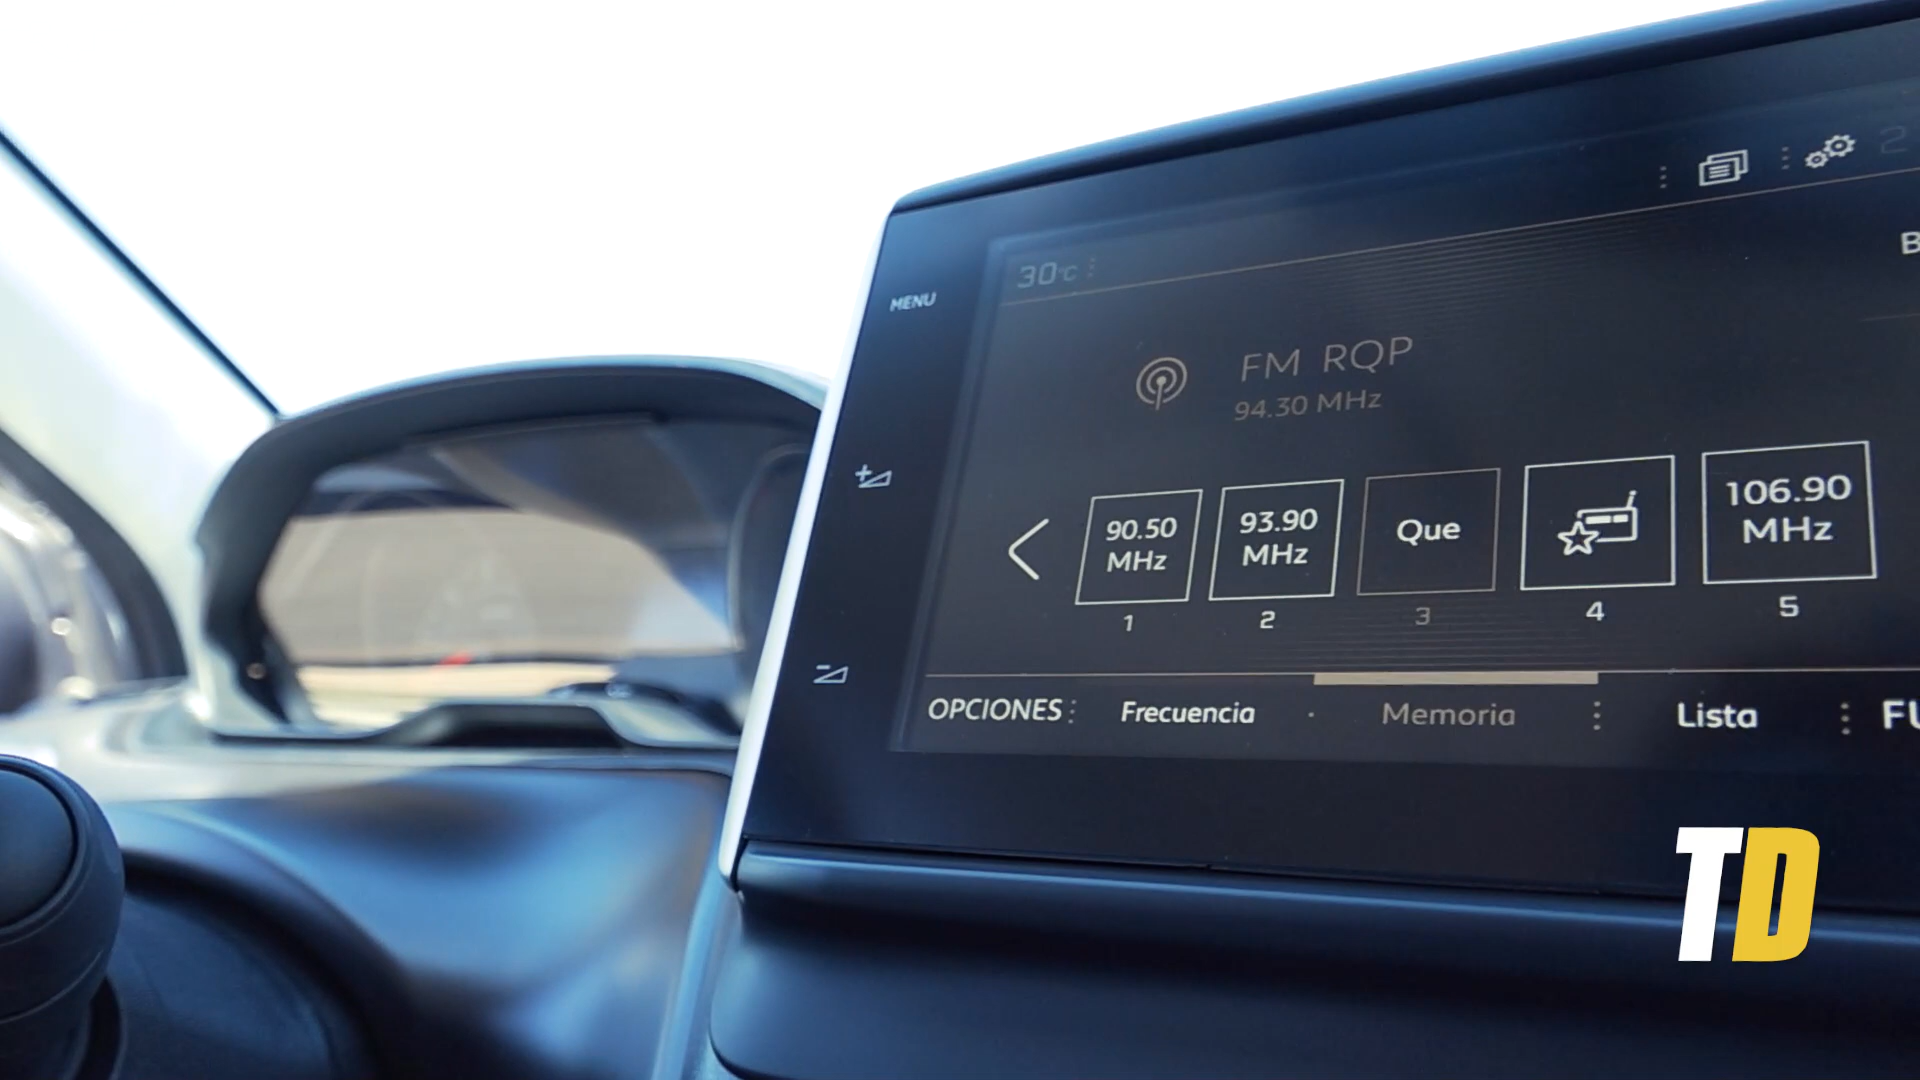 30°C
MENU
FM RQP
94.30 MHz
90.50
MHz
93.90
MHz
Que
106.90
MHz
1
2
3
4
5
OPCIONES
Frecuencia
Memoria
Lista
TD